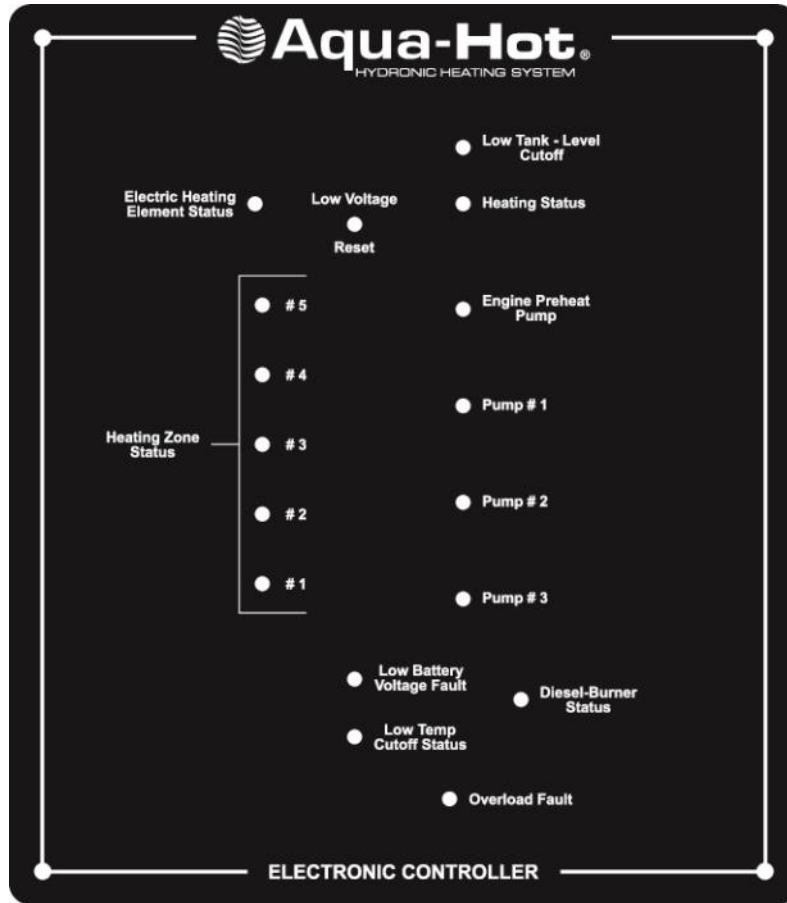 Aqua-Hot®
HYDRONIC HEATING SYSTEM
Low Tank - Level
Cutoff
Electric Heating
Element Status
Low Voltage
Reset
Heating Status
# 5
Engine Preheat
Pump
# 4
Pump # 1
Heating Zone
Status
# 3
# 2
Pump # 2
# 1
Pump # 3
Low Battery
Voltage Fault
Diesel-Burner
Status
Low Temp
Cutoff Status
Overload Fault
ELECTRONIC CONTROLLER